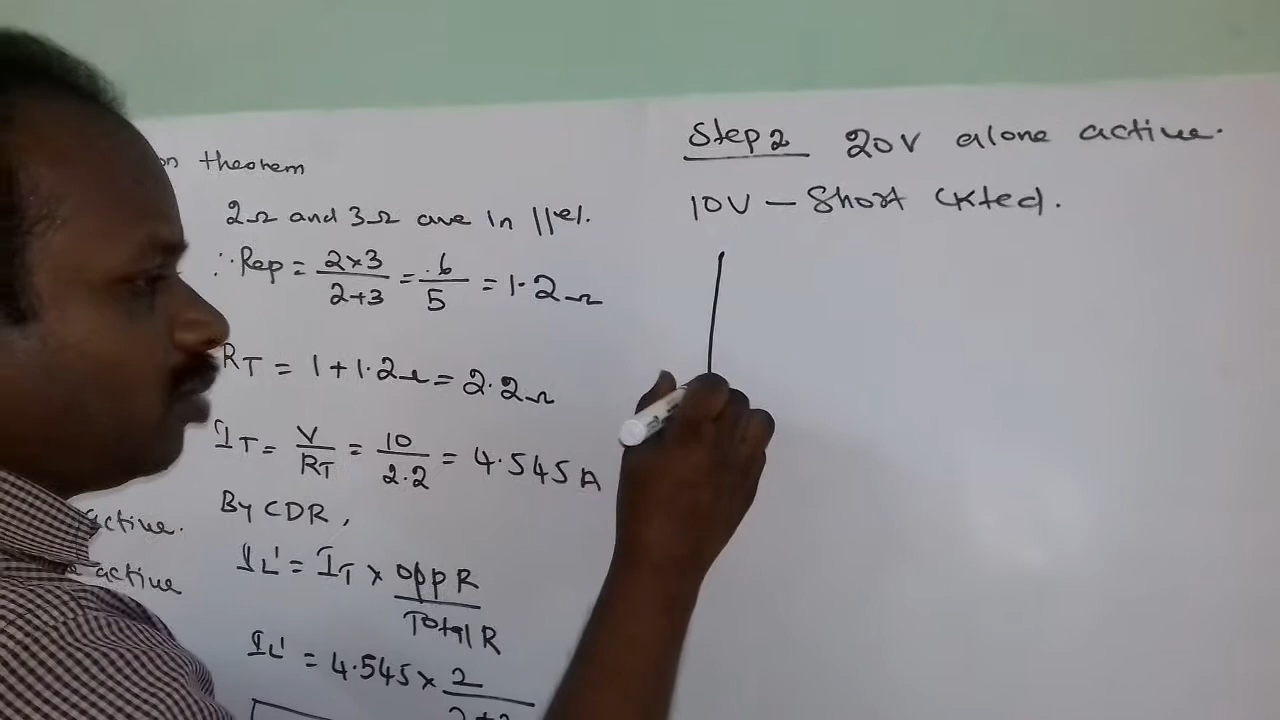 theorem
2Ω and 3Ω are in ||el.
∴ Rep = 2×3/2+3 = 6/5 = 1.2Ω
RT = 1+1.2Ω = 2.2Ω
IT = V/RT = 10/2.2 = 4.545A
By CDR,
active.
IL' = IT × opp R/Total R
active
IL' = 4.545 × 2/2+3
Step 2 20V alone active.
10V – Short Ckted.